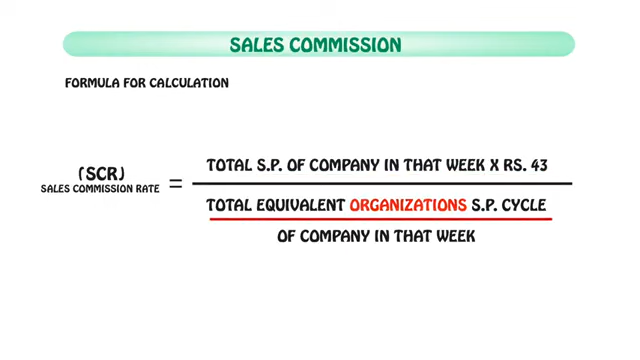 SALES COMMISSION
FORMULA FOR CALCULATION
(SCR)
SALES COMMISSION RATE
=
TOTAL S.P. OF COMPANY IN THAT WEEK X RS. 43
TOTAL EQUIVALENT ORGANIZATIONS S.P. CYCLE
OF COMPANY IN THAT WEEK